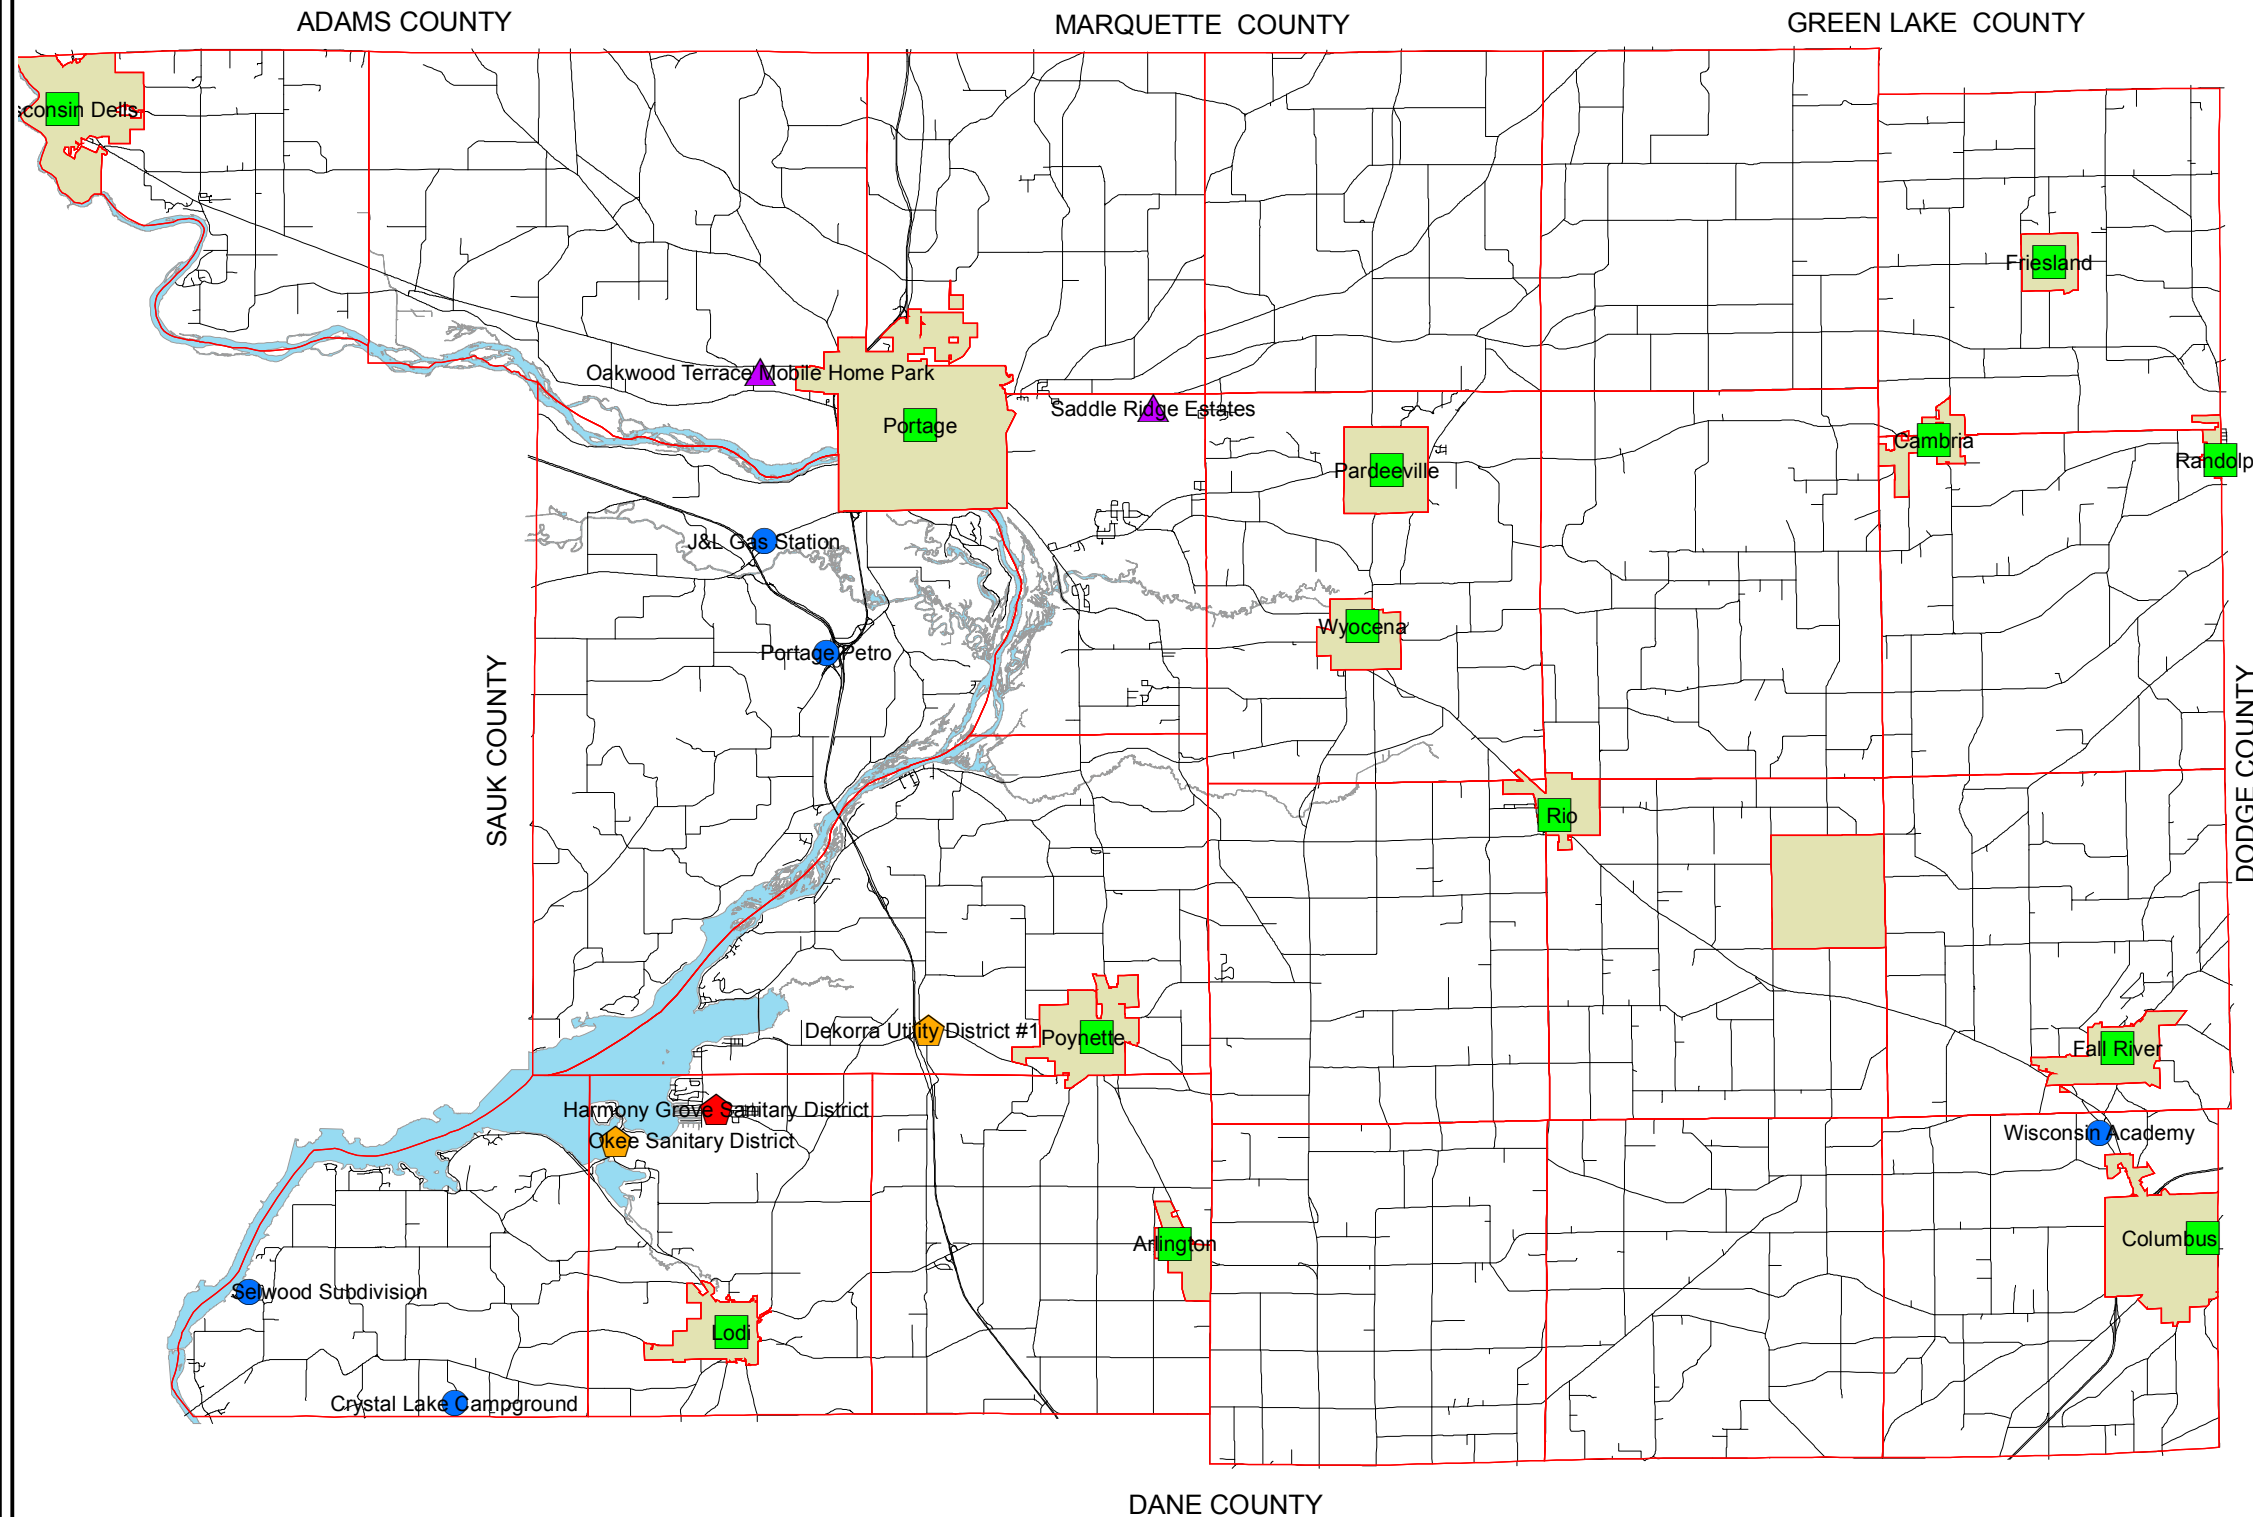 ADAMS COUNTY
MARQUETTE COUNTY
GREEN LAKE COUNTY
sconsin Dells
Friesland
Oakwood Terrace Mobile Home Park
Saddle Ridge Estates
Portage
Cambria
Pardeeville
Randolp
J&L Gas Station
Wyocena
Portage Petro
SAUK COUNTY
DODGE COUNTY
Rio
Dekorra Utility District #1
Poynette
Fall River
Harmony Grove Sanitary District
Okee Sanitary District
Wisconsin Academy
Arlington
Columbus
Selwood Subdivision
Lodi
Crystal Lake Campground
DANE COUNTY